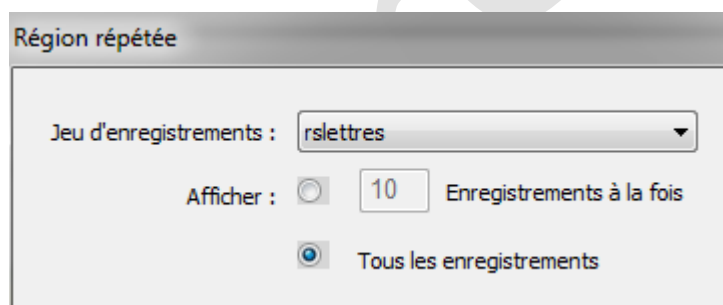 Région répétée
Jeu d'enregistrements : rslettres
Afficher : 10 Enregistrements à la fois
Tous les enregistrements